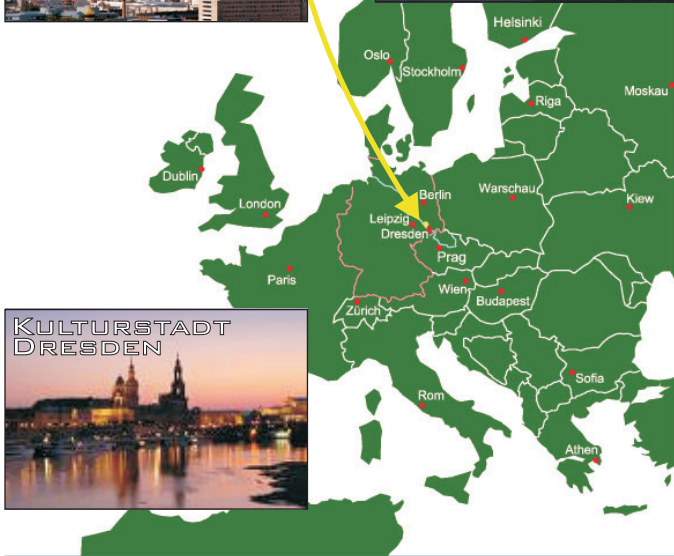 Helsinki
Oslo
Stockholm
Moskau
Riga
Dublin
Berlin
Warschau
London
Kiew
Leipzig
Dresden
Prag
Paris
Wien
Budapest
Zürich
KULTURSTADT
DRESDEN
Sofia
Rom
Athen